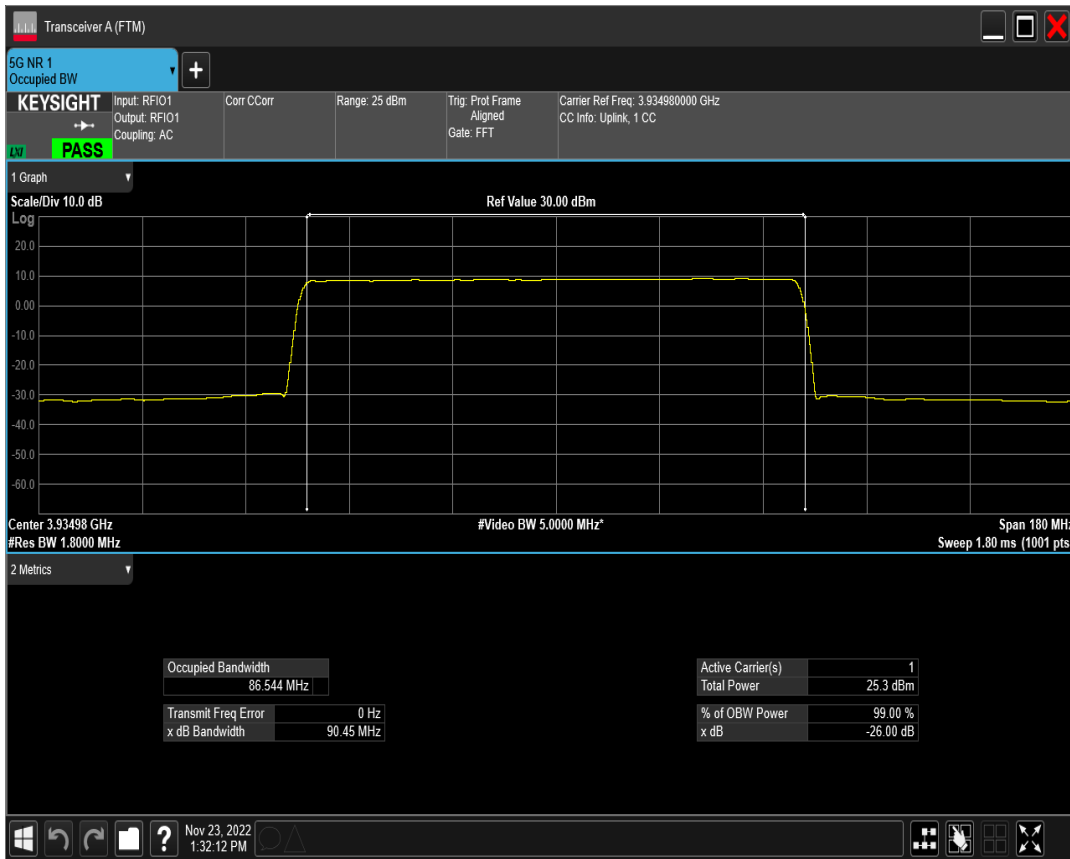 Transceiver A (FTM)
5G NR 1
Occupied BW
+
KEYSIGHT
LXI
PASS
Input: RFIO1
Output: RFIO1
Coupling: AC
Corr CCorr
Range: 25 dBm
Trig: Prot Frame
Aligned
Gate: FFT
Carrier Ref Freq: 3.934980000 GHz
CC Info: Uplink, 1 CC
1 Graph
Scale/Div 10.0 dB
Ref Value 30.00 dBm
Log
20.0
10.0
0.00
-10.0
-20.0
-30.0
-40.0
-50.0
-60.0
Center 3.93498 GHz
#Video BW 5.0000 MHz*
Span 180 MHz
#Res BW 1.8000 MHz
Sweep 1.80 ms (1001 pts
2 Metrics
Occupied Bandwidth
86.544 MHz
Transmit Freq Error 0 Hz
x dB Bandwidth 90.45 MHz
Active Carrier(s) 1
Total Power 25.3 dBm
% of OBW Power 99.00 %
x dB -26.00 dB
?
Nov 23, 2022
1:32:12 PM